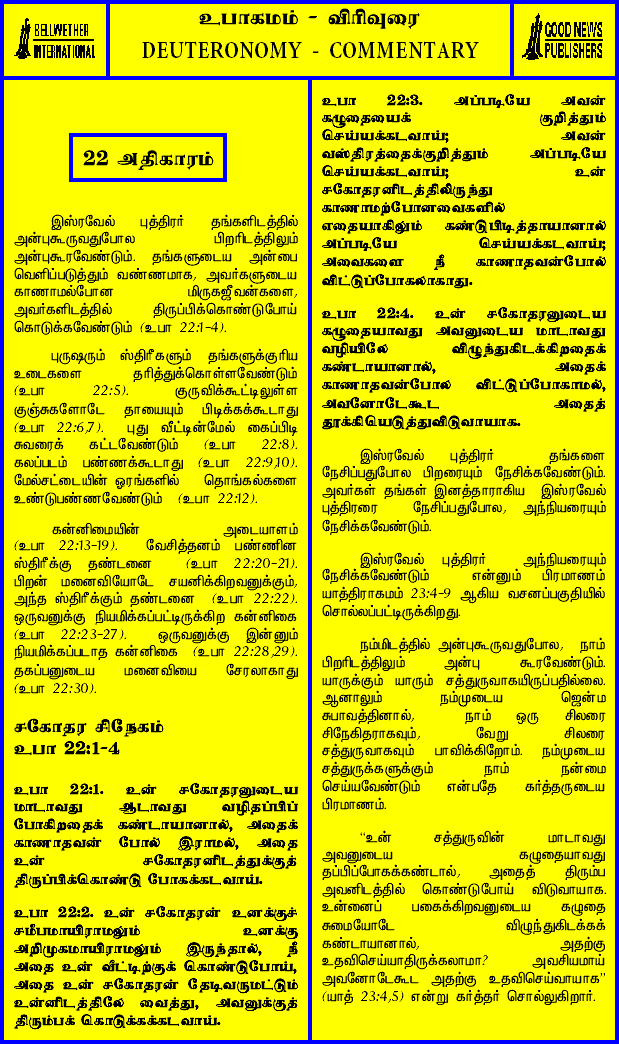 BELLWETHER
INTERNATIONAL
உபாகமம் - விரிவுரை
DEUTERONOMY - COMMENTARY
GOOD NEWS
PUBLISHERS
22 அதிகாரம்
இஸ்ரவேல் புத்திரர் தங்களிடத்தில்
அன்புகூருவதுபோல பிறரிடத்திலும்
அன்புகூரவேண்டும். தங்களுடைய அன்பை
வெளிப்படுத்தும் வண்ணமாக, அவர்களுடைய
காணாமல்போன மிருகஜீவன்களை,
அவர்களிடத்தில் திருப்பிக்கொண்டுபோய்
கொடுக்கவேண்டும் (உபா 22:1-4).
புருஷரும் ஸ்திரீகளும் தங்களுக்குரிய
உடைகளை தரித்துக்கொள்ளவேண்டும்
(உபா 22:5). குருவிக்கூட்டிலுள்ள
குஞ்சுகளோடே தாயையும் பிடிக்கக்கூடாது
(உபா 22:6,7). புது வீட்டின்மேல் கைப்பிடி
சுவரைக் கட்டவேண்டும் (உபா 22:8).
கலப்படம் பண்ணக்கூடாது (உபா 22:9,10).
மேல்சட்டையின் ஓரங்களில் தொங்கல்களை
உண்டுபண்ணவேண்டும் (உபா 22:12).
கன்னிமையின் அடையாளம்
(உபா 22:13-19). வேசித்தனம் பண்ணின
ஸ்திரீக்கு தண்டனை (உபா 22:20-21).
பிறன் மனைவியோடே சயனிக்கிறவனுக்கும்,
அந்த ஸ்திரீக்கும் தண்டனை (உபா 22:22).
ஒருவனுக்கு நியமிக்கப்பட்டிருக்கிற கன்னிகை
(உபா 22:23-27). ஒருவனுக்கு இன்னும்
நியமிக்கப்படாத கன்னிகை (உபா 22:28,29).
தகப்பனுடைய மனைவியை சேரலாகாது
(உபா 22:30).
சகோதர சிநேகம்
உபா 22:1-4
உபா 22:1. உன் சகோதரனுடைய
மாடாவது ஆடாவது வழிதப்பிப்
போகிறதைக் கண்டாயானால், அதைக்
காணாதவன் போல் இராமல், அதை
உன் சகோதரனிடத்துக்குத்
திருப்பிக்கொண்டு போகக்கடவாய்.
உபா 22:2. உன் சகோதரன் உனக்குச்
சமீபமாயிராமலும் உனக்கு
அறிமுகமாயிராமலும் இருந்தால், நீ
அதை உன் வீட்டிற்குக் கொண்டுபோய்,
அதை உன் சகோதரன் தேடிவருமட்டும்
உன்னிடத்திலே வைத்து, அவனுக்குத்
திரும்பக் கொடுக்கக்கடவாய்.
உபா 22:3. அப்படியே அவன்
கழுதையைக் குறித்தும்
செய்யக்கடவாய்; அவன்
வஸ்திரத்தைக்குறித்தும் அப்படியே
செய்யக்கடவாய்; உன்
சகோதரனிடத்திலிருந்து
காணாமற்போனவைகளில்
எதையாகிலும் கண்டுபிடித்தாயானால்
அப்படியே செய்யக்கடவாய்;
அவைகளை நீ காணாதவன்போல்
விட்டுப்போகலாகாது.
உபா 22:4. உன் சகோதரனுடைய
கழுதையாவது அவனுடைய மாடாவது
வழியிலே விழுந்துகிடக்கிறதைக்
கண்டாயானால், அதைக்
காணாதவன்போல் விட்டுப்போகாமல்,
அவனோடேகூட அதைத்
தூக்கியெடுத்துவிடுவாயாக.
இஸ்ரவேல் புத்திரர் தங்களை
நேசிப்பதுபோல பிறரையும் நேசிக்கவேண்டும்.
அவர்கள் தங்கள் இனத்தாராகிய இஸ்ரவேல்
புத்திரரை நேசிப்பதுபோல, அந்நியரையும்
நேசிக்கவேண்டும்.
இஸ்ரவேல் புத்திரர் அந்நியரையும்
நேசிக்கவேண்டும் என்னும் பிரமாணம்
யாத்திராகமம் 23:4-9 ஆகிய வசனப்பகுதியில்
சொல்லப்பட்டிருக்கிறது.
நம்மிடத்தில் அன்புகூருவதுபோல, நாம்
பிறரிடத்திலும் அன்பு கூரவேண்டும்.
யாருக்கும் யாரும் சத்துருவாகயிருப்பதில்லை.
ஆனாலும் நம்முடைய ஜென்ம
சுபாவத்தினால், நாம் ஒரு சிலரை
சிநேகிதராகவும், வேறு சிலரை
சத்துருவாகவும் பாவிக்கிறோம். நம்முடைய
சத்துருக்களுக்கும் நாம் நன்மை
செய்யவேண்டும் என்பதே கர்த்தருடைய
பிரமாணம்.
“உன் சத்துருவின் மாடாவது
அவனுடைய கழுதையாவது
தப்பிப்போகக்கண்டால், அதைத் திரும்ப
அவனிடத்தில் கொண்டுபோய் விடுவாயாக.
உன்னைப் பகைக்கிறவனுடைய கழுதை
சுமையோடே விழுந்துகிடக்கக்
கண்டாயானால், அதற்கு
உதவிசெய்யாதிருக்கலாமா? அவசியமாய்
அவனோடேகூட அதற்கு உதவிசெய்வாயாக”
(யாத் 23:4,5) என்று கர்த்தர் சொல்லுகிறார்.